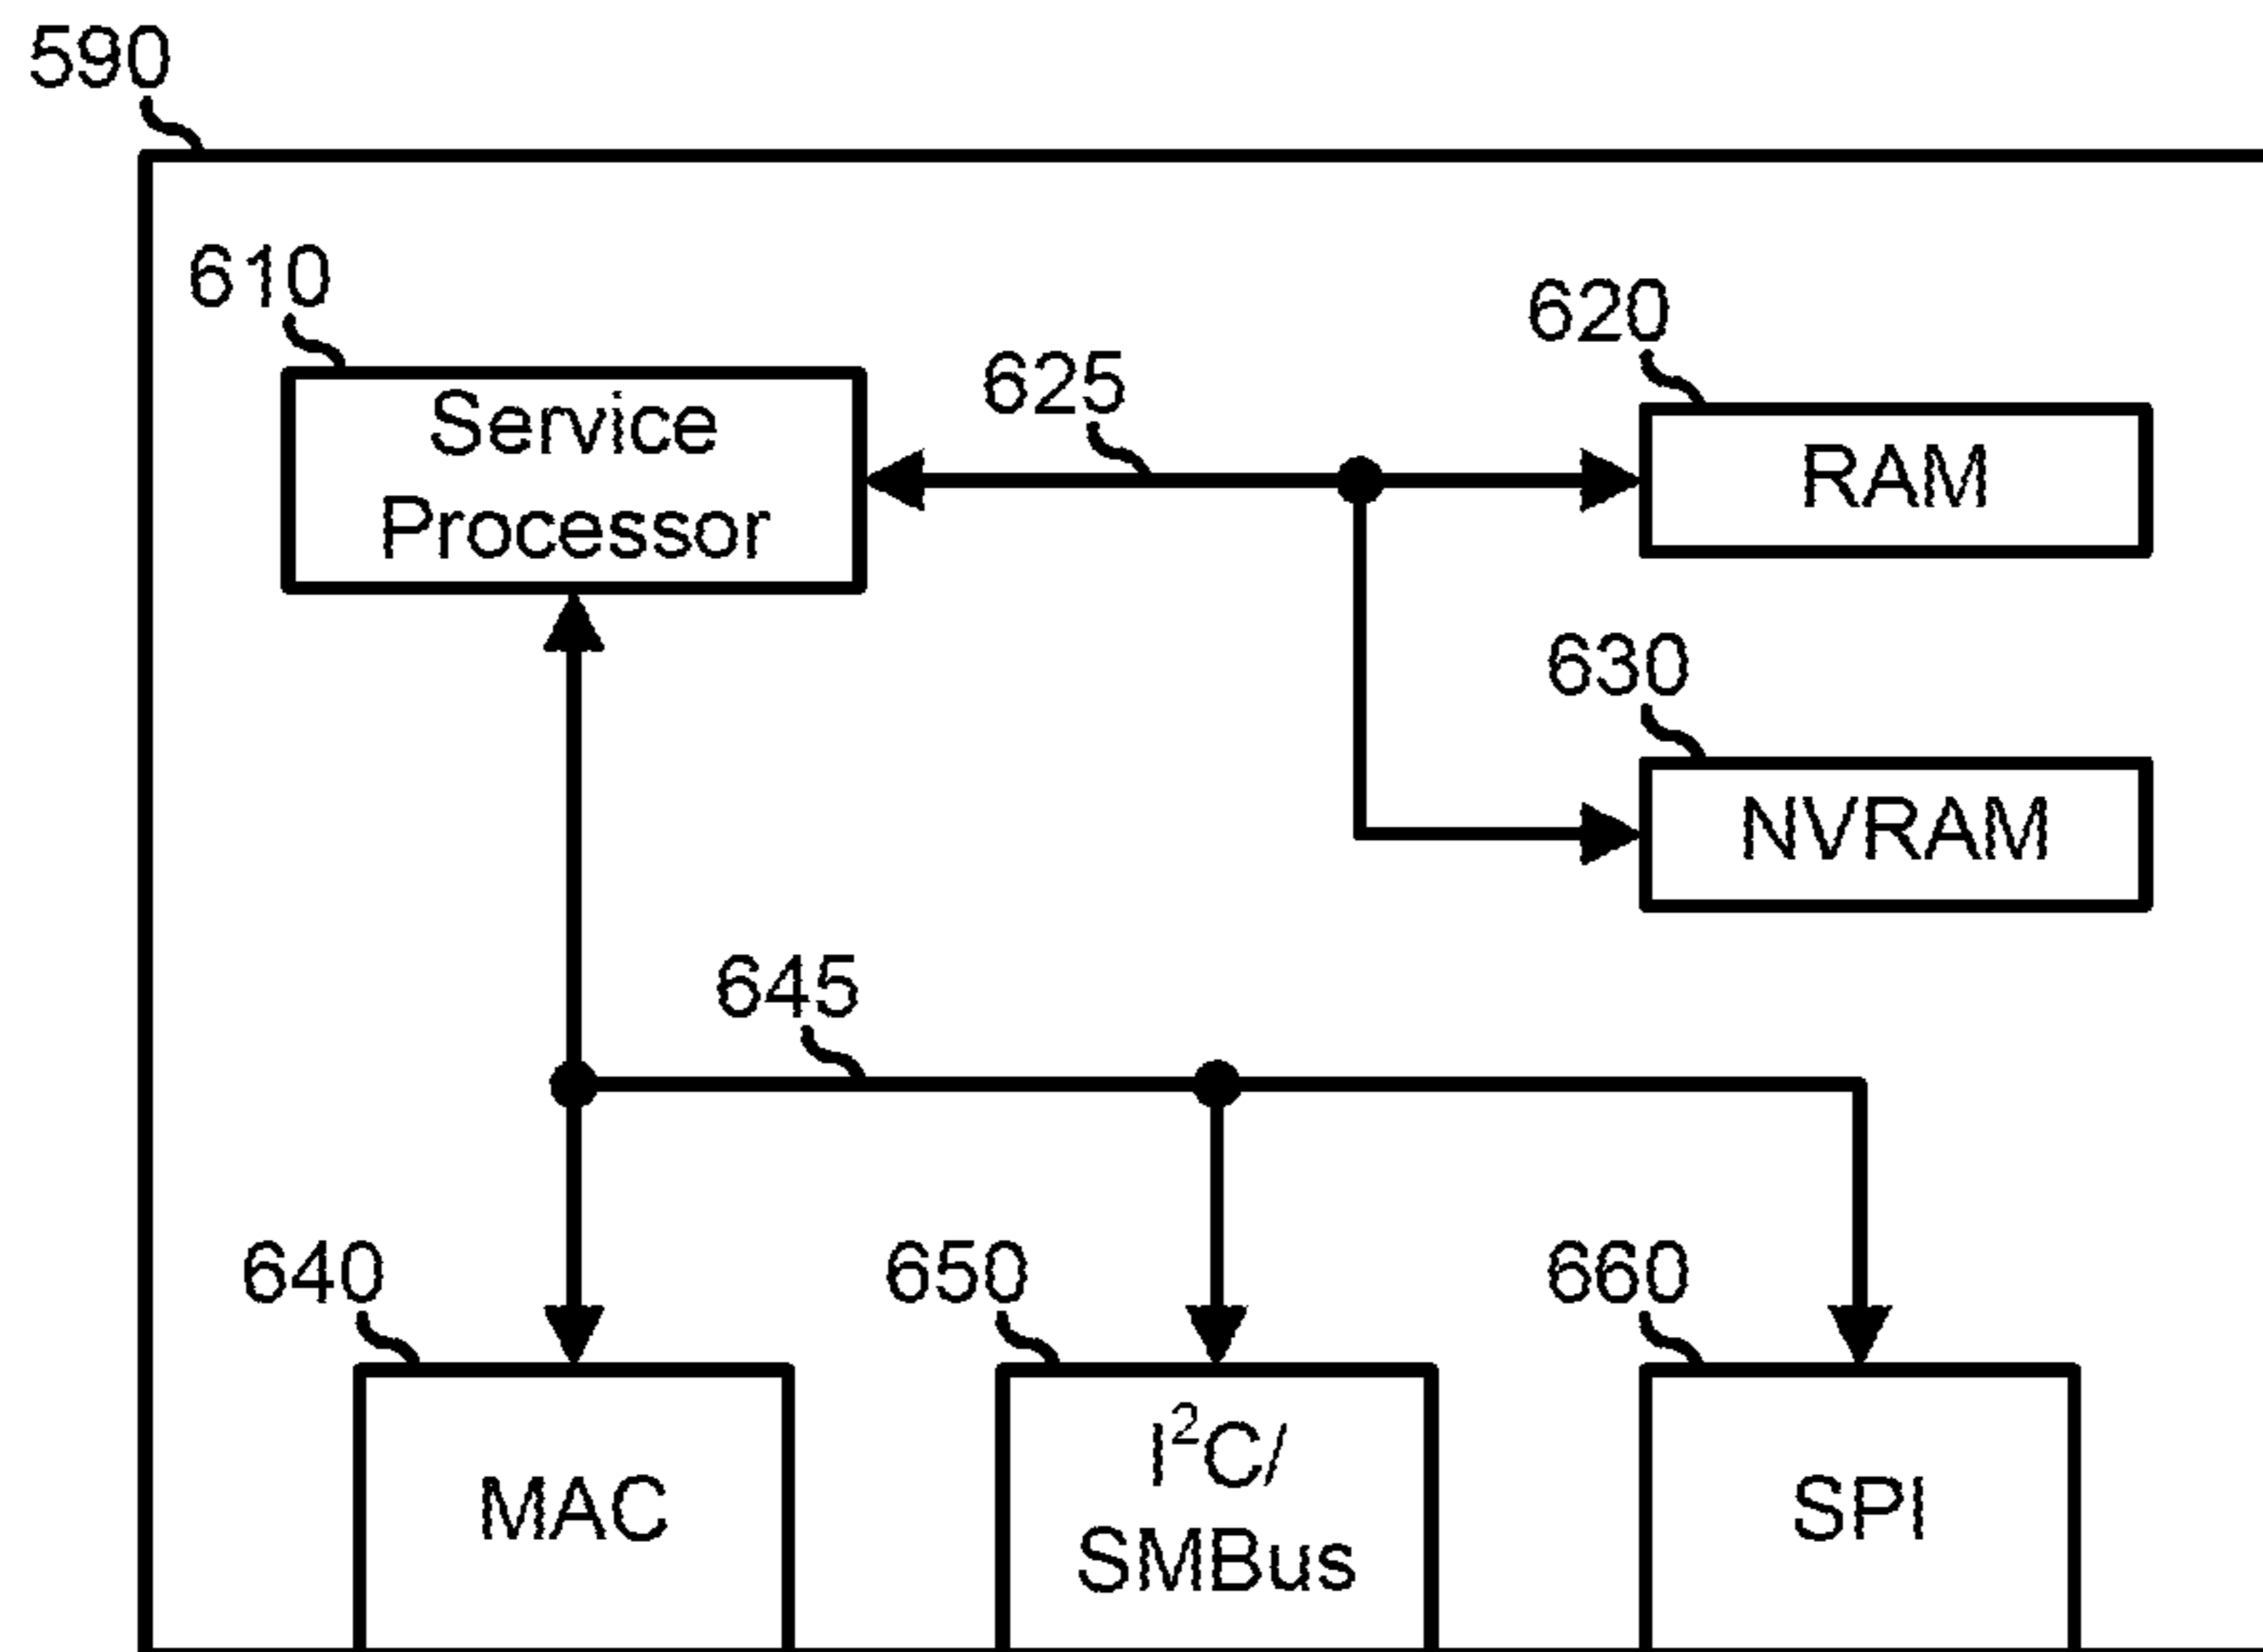 590
610
Service
Processor
625
620
RAM
630
NVRAM
645
640
MAC
650
I²C/
SMBus
660
SPI